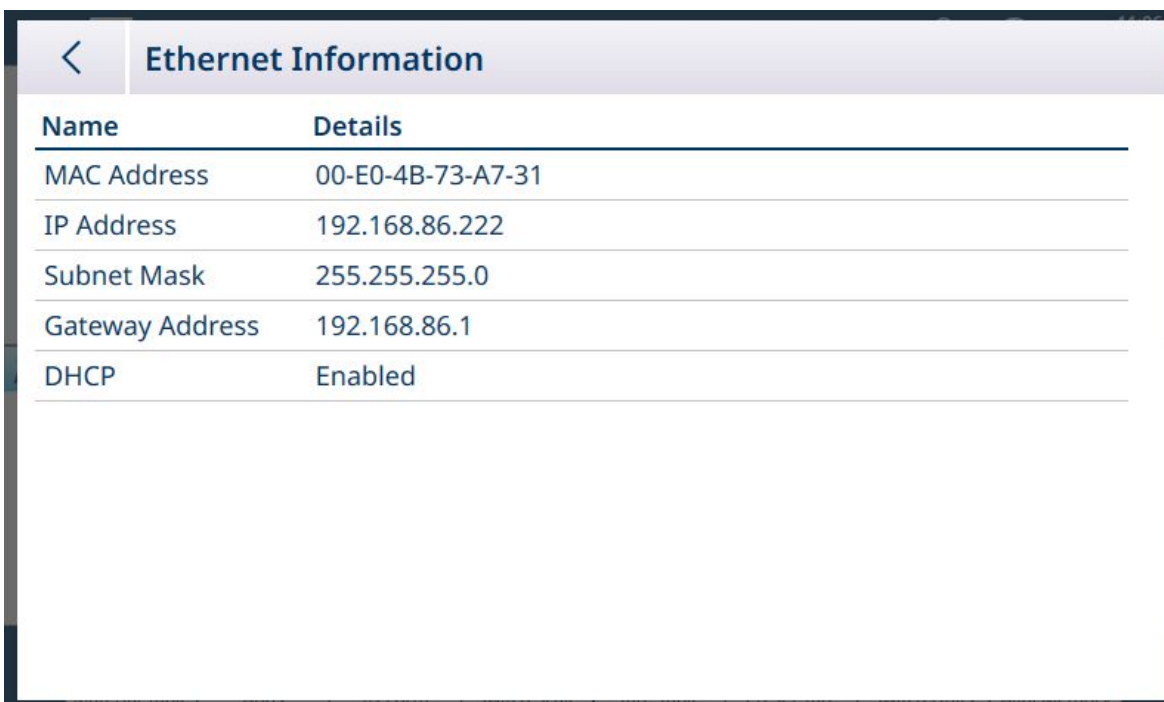 Ethernet Information
Name Details
MAC Address 00-E0-4B-73-A7-31
IP Address 192.168.86.222
Subnet Mask 255.255.255.0
Gateway Address 192.168.86.1
DHCP Enabled